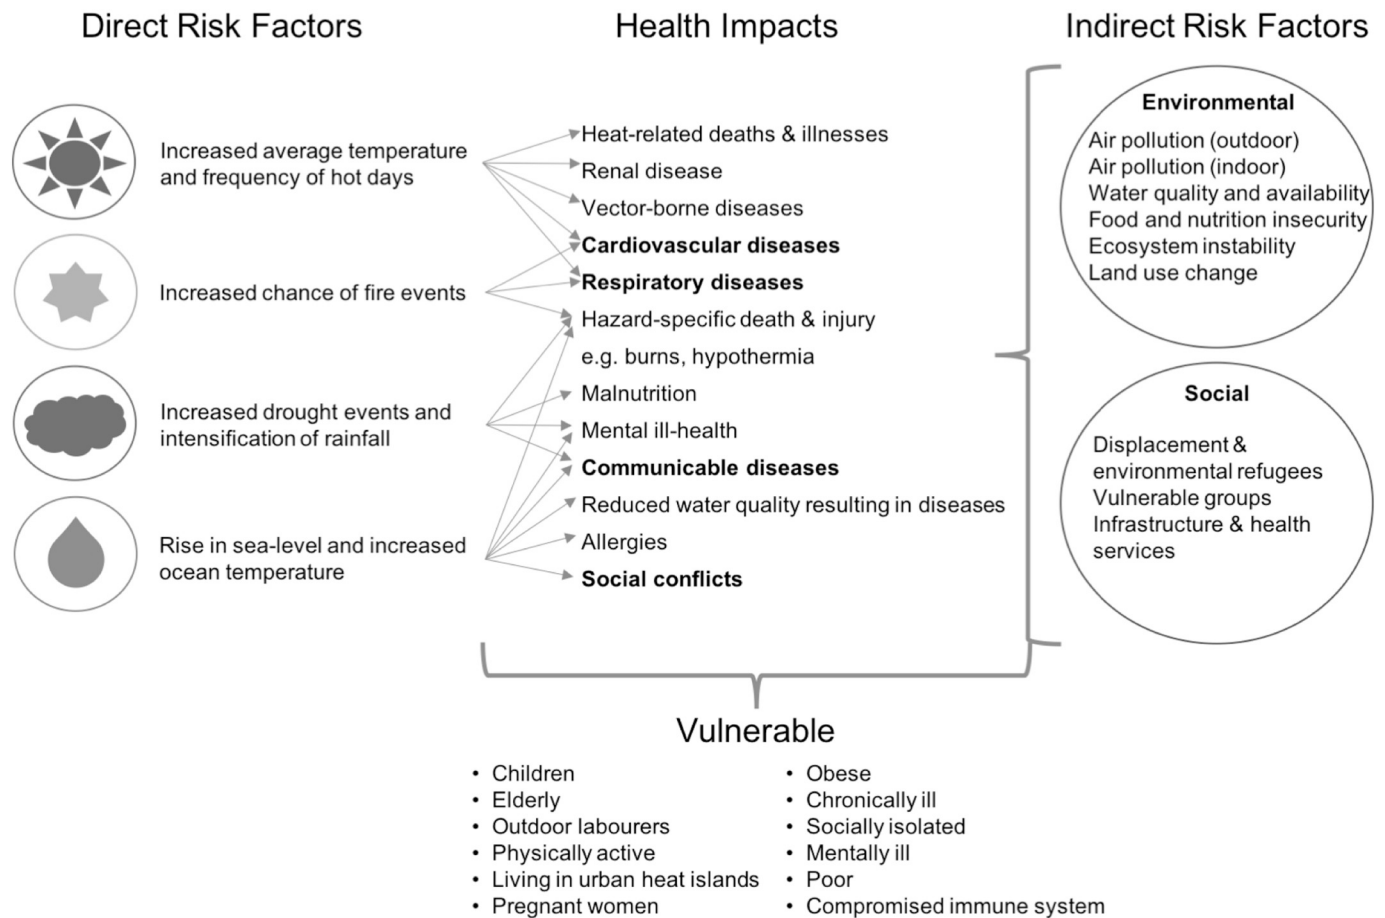 Direct Risk Factors
Increased average temperature
and frequency of hot days
Increased chance of fire events
Increased drought events and
intensification of rainfall
Rise in sea-level and increased
ocean temperature
Health Impacts
Heat-related deaths & illnesses
Renal disease
Vector-borne diseases
Cardiovascular diseases
Respiratory diseases
Hazard-specific death & injury
e.g. burns, hypothermia
Malnutrition
Mental ill-health
Communicable diseases
Reduced water quality resulting in diseases
Allergies
Social conflicts
Indirect Risk Factors
Environmental
Air pollution (outdoor)
Air pollution (indoor)
Water quality and availability
Food and nutrition insecurity
Ecosystem instability
Land use change
Social
Displacement &
environmental refugees
Vulnerable groups
Infrastructure & health
services
Vulnerable
• Children
• Elderly
• Outdoor labourers
• Physically active
• Living in urban heat islands
• Pregnant women
• Obese
• Chronically ill
• Socially isolated
• Mentally ill
• Poor
• Compromised immune system